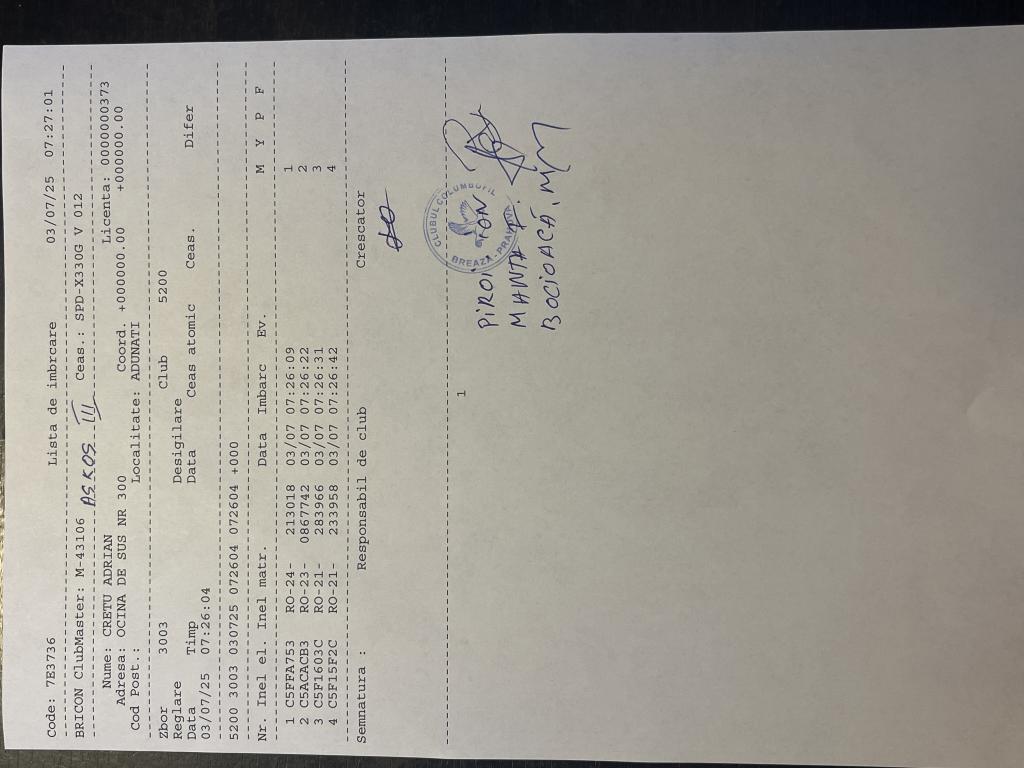 Code: 7E3736 Lista de imbrcare 03/07/25 07:27:01
BRICON ClubMaster: M-43106 ASKOS III Ceas.: SPD-X330G V 012
Nume: CRETU ADRIAN Licenta: 0000000373
Adresa: OCINA DE SUS NR 300 Coord. +000000.00 +000000.00
Cod Post.: Localitate: ADUNATI
Zbor 3003 Club 5200
Reglare Desigilare
Data Timp Data Ceas atomic Ceas. Difer
03/07/25 07:26:04
5200 3003 030725 072604 072604 +000
Nr. Inel el. Inel matr. Data Imbarc Ev. M Y P F
1 C5FFA753 RO-24- 213018 03/07 07:26:09 1
2 C5ACACB3 RO-23- 0867742 03/07 07:26:22 2
3 C5F1603C RO-21- 283966 03/07 07:26:31 3
4 C5F15F2C RO-21- 233958 03/07 07:26:42 4
Semnatura : Responsabil de club Crescator
CLUBUL COLUMBOFIL
BREAZA-PRAHOVA
1
ION
MANTA
BOCIOACĂ